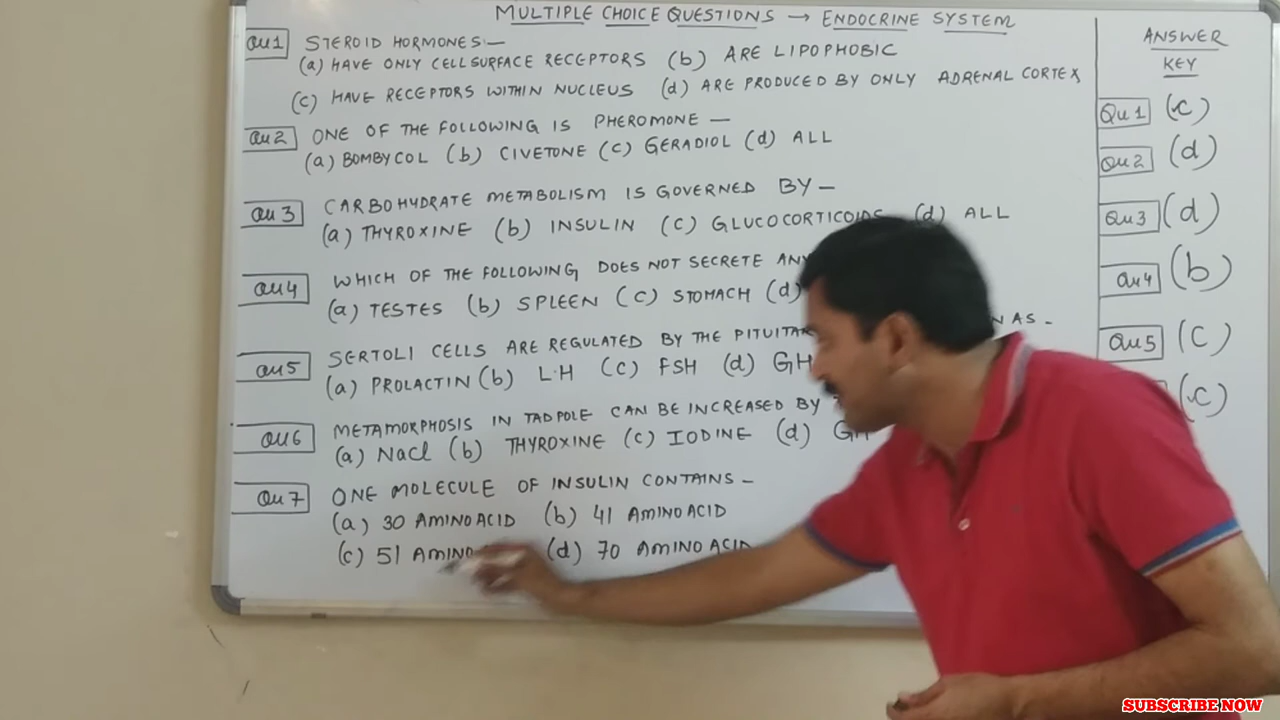 MULTIPLE CHOICE QUESTIONS → ENDOCRINE SYSTEM
Qu1 STEROID HORMONES:—
(a) HAVE ONLY CELL SURFACE RECEPTORS (b) ARE LIPOPHOBIC
(c) HAVE RECEPTORS WITHIN NUCLEUS (d) ARE PRODUCED BY ONLY ADRENAL CORTEX
Qu2 ONE OF THE FOLLOWING IS PHEROMONE —
(a) BOMBYCOL (b) CIVETONE (c) GERADIOL (d) ALL
Qu3 CARBOHYDRATE METABOLISM IS GOVERNED BY —
(a) THYROXINE (b) INSULIN (c) GLUCOCORTICOIDS (d) ALL
Qu4 WHICH OF THE FOLLOWING DOES NOT SECRETE ANY
(a) TESTES (b) SPLEEN (c) STOMACH (d)
Qu5 SERTOLI CELLS ARE REGULATED BY THE AS -
(a) PROLACTIN (b) L.H (c) FSH (d) GH
Qu6 METAMORPHOSIS IN TADPOLE CAN BE INCREASED BY
(a) NaCl (b) THYROXINE (c) IODINE (d) GH
Qu7 ONE MOLECULE OF INSULIN CONTAINS —
(a) 30 AMINO ACID (b) 41 AMINO ACID
(c) 51 AMINO (d) 70 AMINO ACID
ANSWER
KEY
Qu1 (c)
Qu2 (d)
Qu3 (d)
Qu4 (b)
Qu5 (C)
(c)
SUBSCRIBE NOW